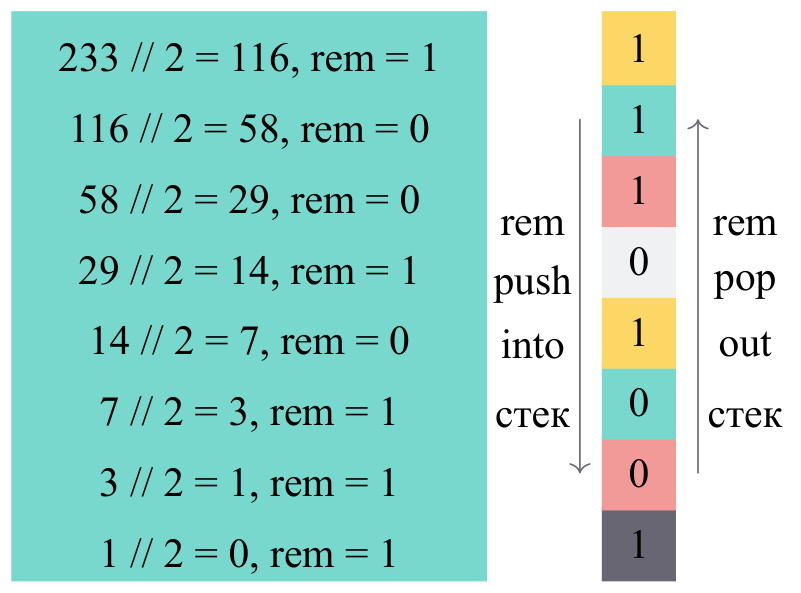 233 // 2 = 116, rem = 1
116 // 2 = 58, rem = 0
58 // 2 = 29, rem = 0
29 // 2 = 14, rem = 1
14 // 2 = 7, rem = 0
7 // 2 = 3, rem = 1
3 // 2 = 1, rem = 1
1 // 2 = 0, rem = 1
rem
push
into
стек
1
1
1
0
1
0
0
1
rem
pop
out
стек